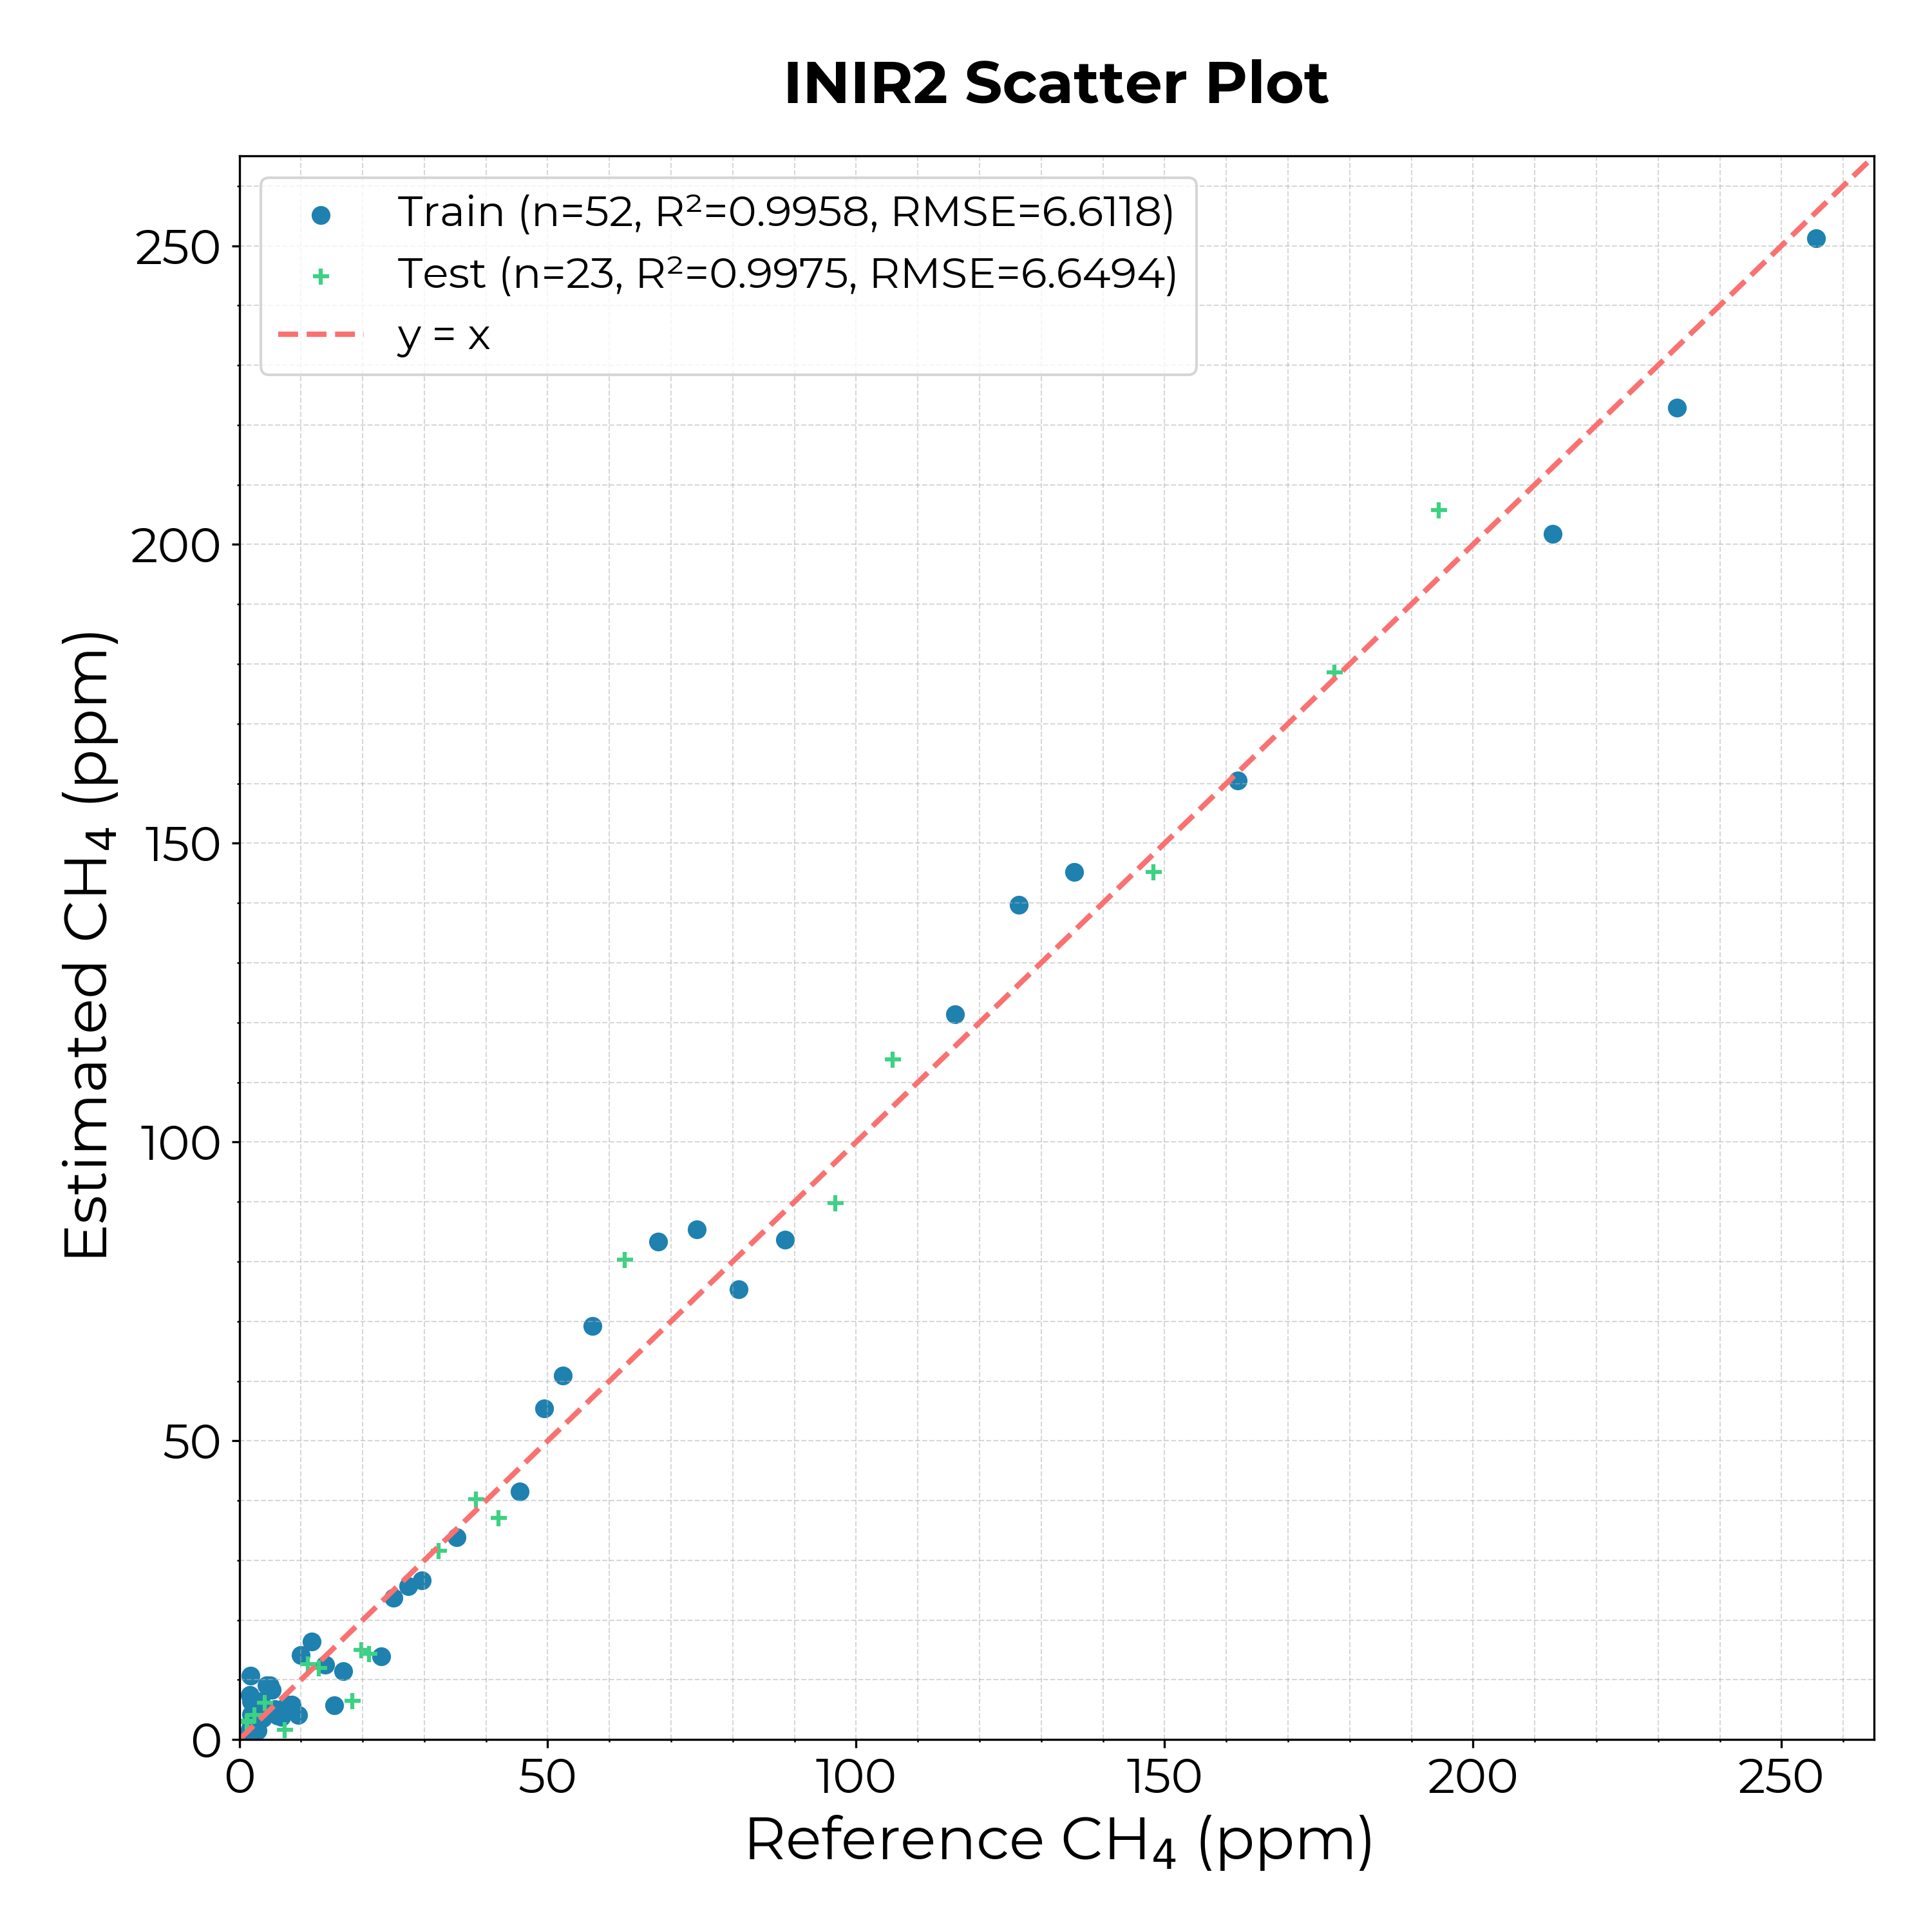 INIR2 Scatter Plot
Train (n=52, R²=0.9958, RMSE=6.6118)
Test (n=23, R²=0.9975, RMSE=6.6494)
y = x
Estimated CH₄ (ppm)
250
200
150
100
50
0
0 50 100 150 200 250
Reference CH₄ (ppm)